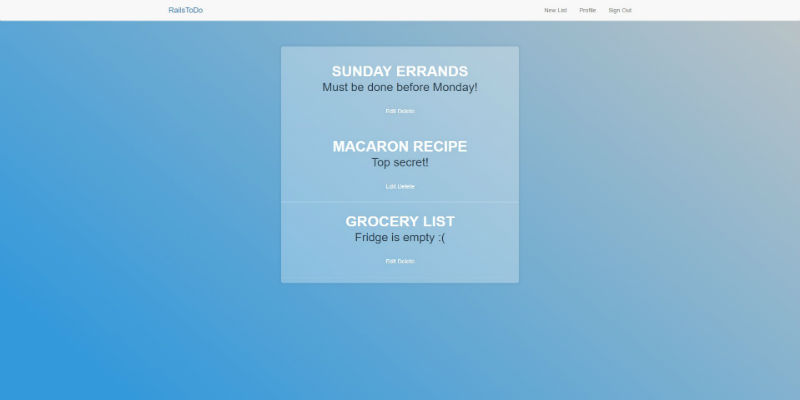 RailsToDo New List Profile Sign Out
SUNDAY ERRANDS
Must be done before Monday!
Edit Delete
MACARON RECIPE
Top secret!
Edit Delete
GROCERY LIST
Fridge is empty :(
Edit Delete